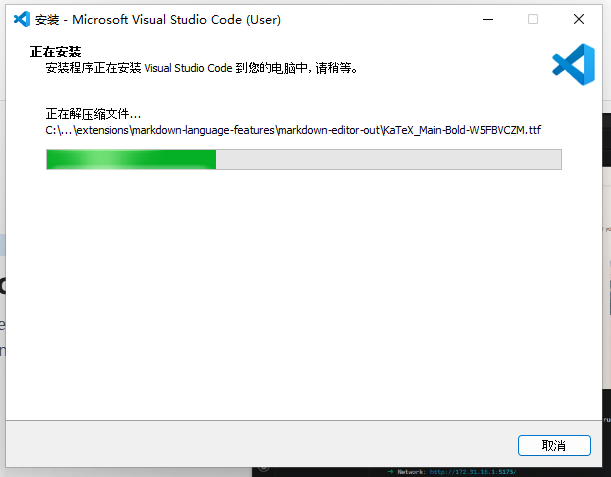 安装 - Microsoft Visual Studio Code (User)
正在安装
安装程序正在安装 Visual Studio Code 到您的电脑中，请稍等。
正在解压缩文件...
C:\...\extensions\markdown-language-features\markdown-editor-out\KaTeX_Main-Bold-W5FBVCZM.ttf
取消
→ Network: http://172.31.16.1:5173/